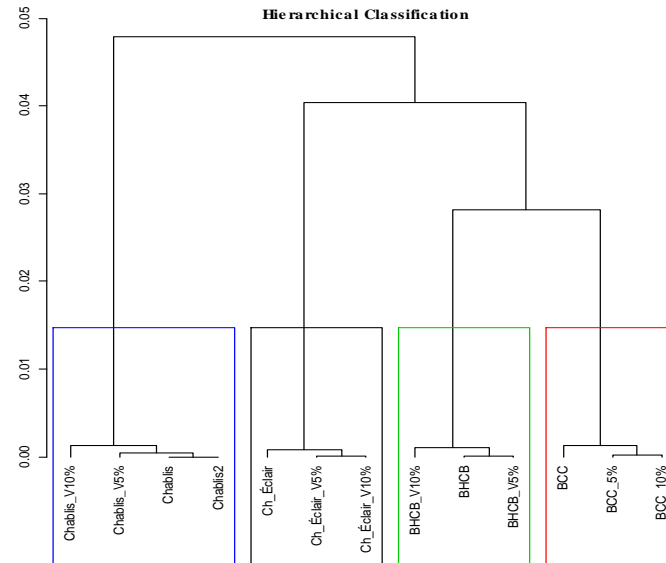 Hierarchical Classification
0.05
0.04
0.03
0.02
0.01
0.00
Chablis_V10%
Chablis_V5%
Chablis
Chablis2
Ch_Éclair
Ch_Éclair_V5%
Ch_Éclair_V10%
BHCB_V10%
BHCB
BHCB_V5%
BCC
BCC_5%
BCC_10%